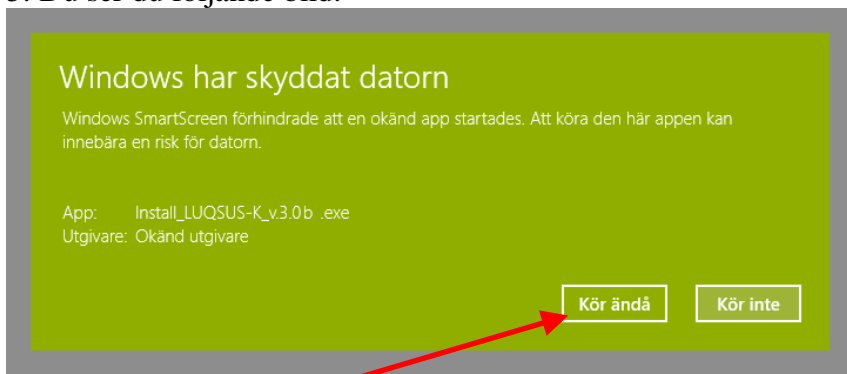 Windows har skyddat datorn
Windows SmartScreen förhindrade att en okänd app startades. Att köra den här appen kan
innebära en risk för datorn.
App: Install_LUQSUS-K_v.3.0b .exe
Utgivare: Okänd utgivare
Kör ändå Kör inte